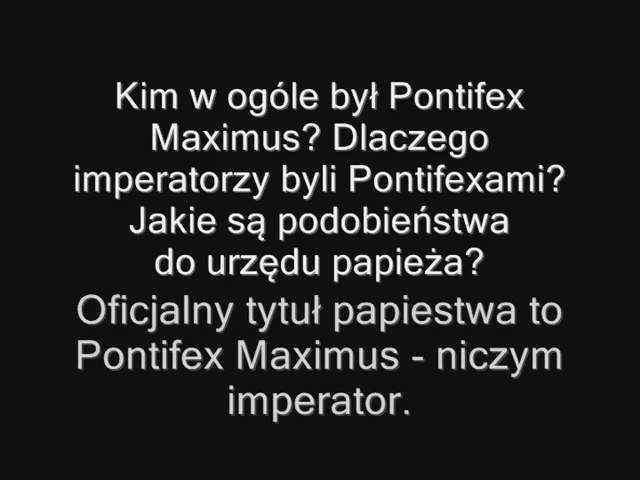 Kim w ogóle był Pontifex
Maximus? Dlaczego
imperatorzy byli Pontifexami?
Jakie są podobieństwa
do urzędu papieża?
Oficjalny tytuł papiestwa to
Pontifex Maximus - niczym
imperator.